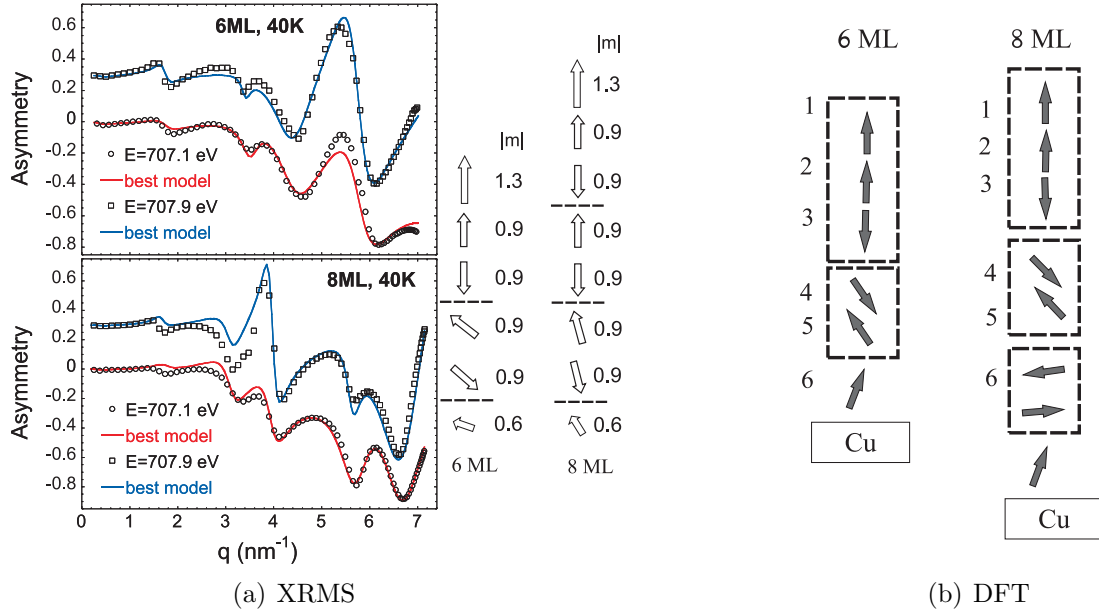 Asymmetry
0.6
0.4
0.2
0
-0.2
-0.4
-0.6
-0.8
6ML, 40K
E=707.1 eV
best model
E=707.9 eV
best model
Asymmetry
0.6
0.4
0.2
0
-0.2
-0.4
-0.6
-0.8
8ML, 40K
E=707.1 eV
best model
E=707.9 eV
best model
0 1 2 3 4 5 6 7
q (nm⁻¹)
|m|
1.3
0.9
0.9
0.9
0.9
0.6
6 ML
|m|
1.3
0.9
0.9
0.9
0.9
0.9
0.9
0.6
8 ML
(a) XRMS
6 ML
1
2
3
4
5
6
Cu
8 ML
1
2
3
4
5
6
Cu
(b) DFT